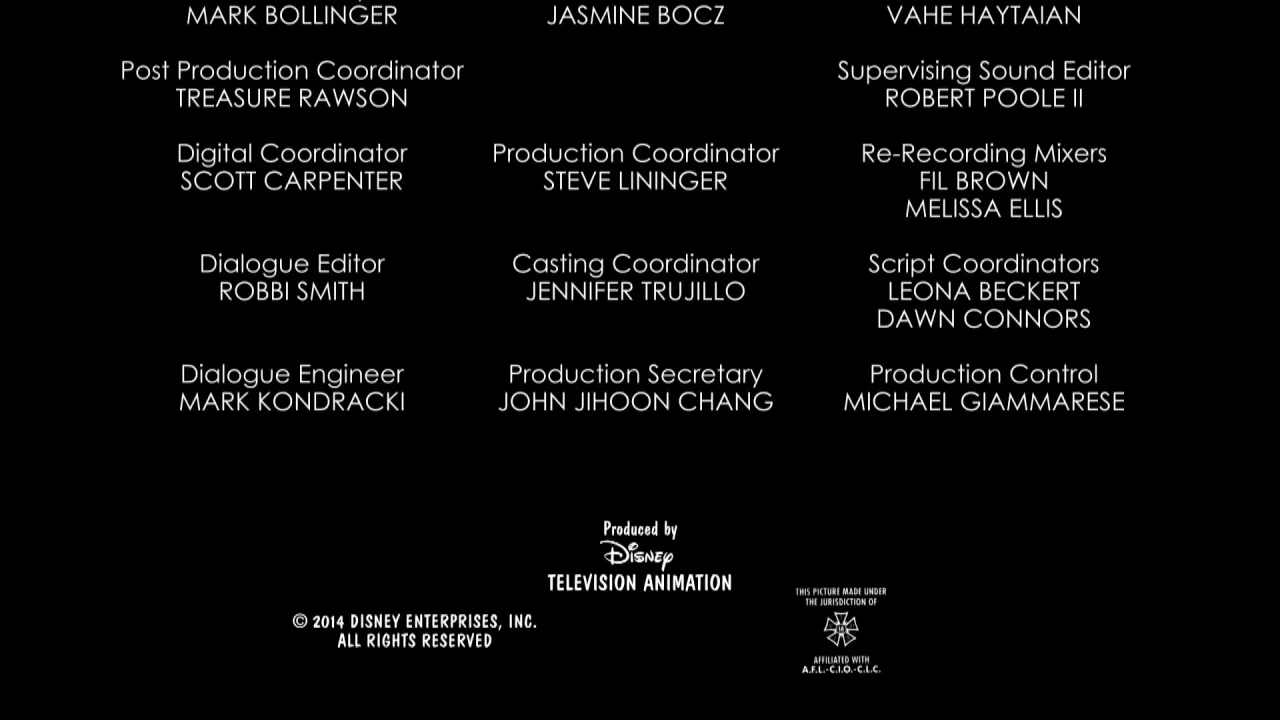 MARK BOLLINGER
JASMINE BOCZ
VAHE HAYTAIAN
Post Production Coordinator
TREASURE RAWSON
Supervising Sound Editor
ROBERT POOLE II
Digital Coordinator
SCOTT CARPENTER
Production Coordinator
STEVE LININGER
Re-Recording Mixers
FIL BROWN
MELISSA ELLIS
Dialogue Editor
ROBBI SMITH
Casting Coordinator
JENNIFER TRUJILLO
Script Coordinators
LEONA BECKERT
DAWN CONNORS
Dialogue Engineer
MARK KONDRACKI
Production Secretary
JOHN JIHOON CHANG
Production Control
MICHAEL GIAMMARESE
Produced by
Disney
TELEVISION ANIMATION
© 2014 DISNEY ENTERPRISES, INC.
ALL RIGHTS RESERVED
THIS PICTURE MADE UNDER
THE JURISDICTION OF
IA
AFFILIATED WITH
A.F.L.-C.I.O.-C.L.C.